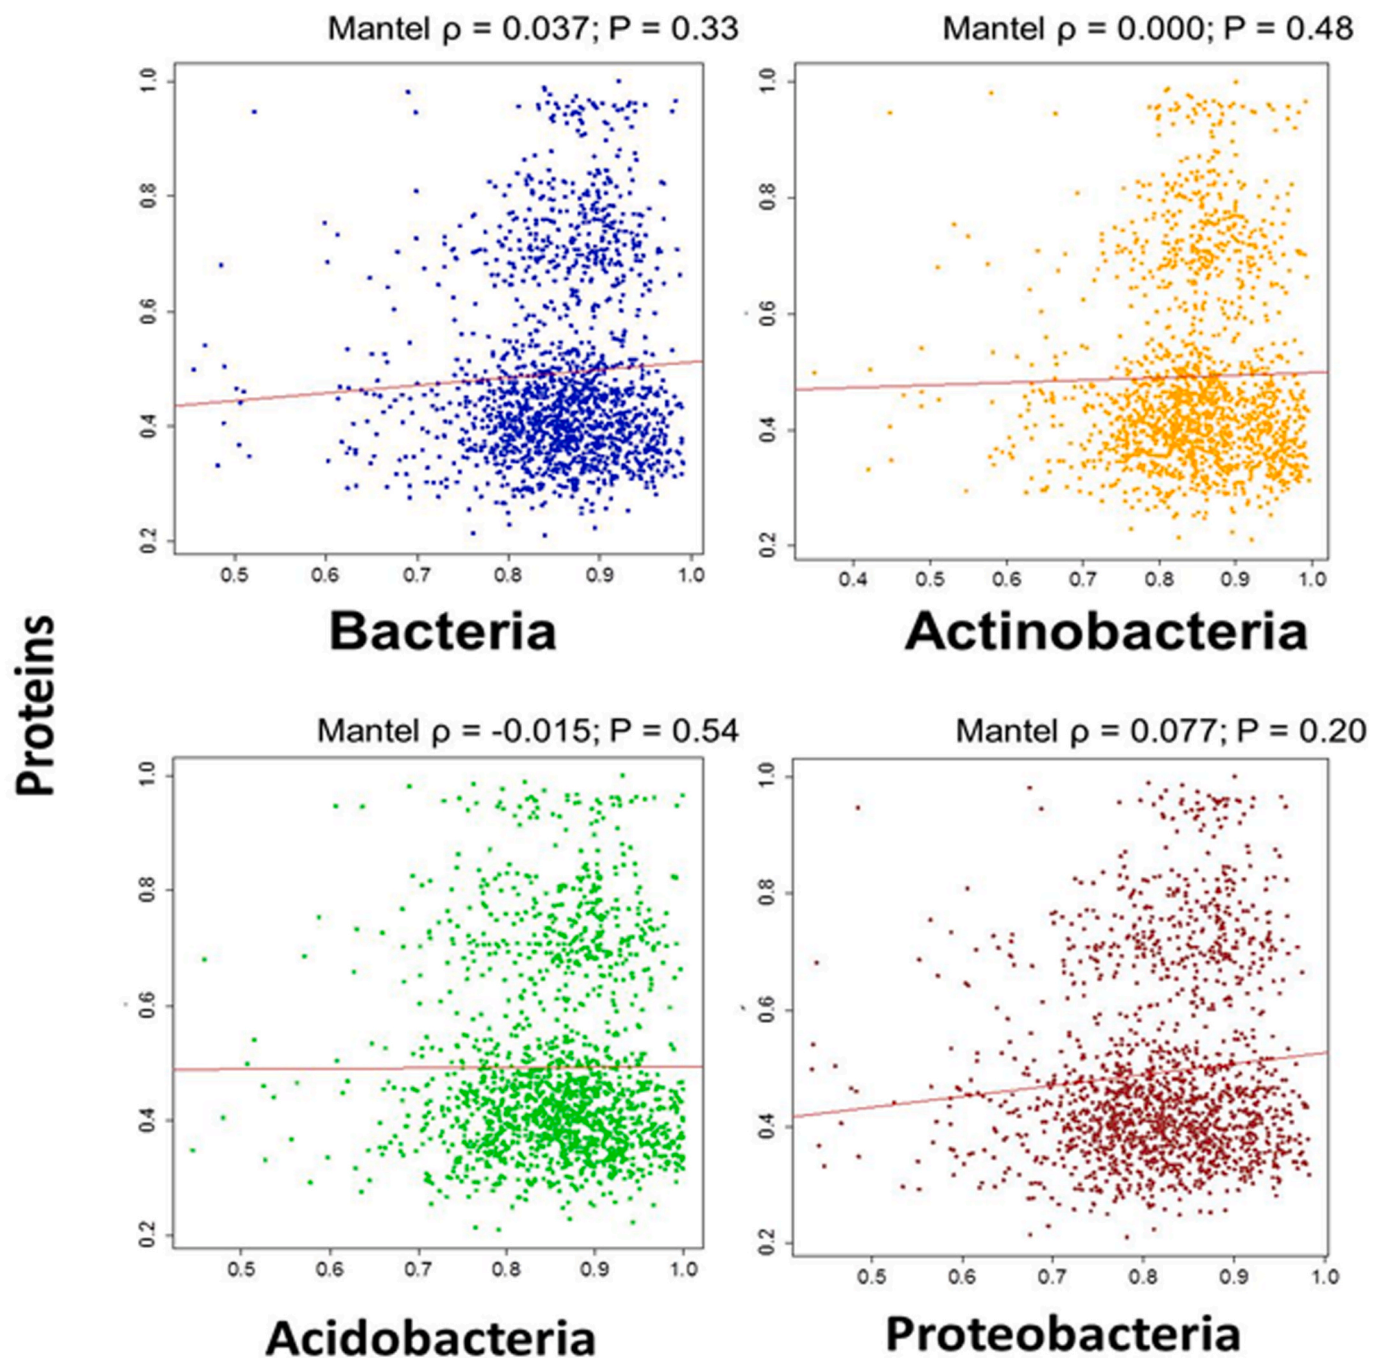 Mantel ρ = 0.037; P = 0.33
1.0
0.8
0.6
0.4
0.2
0.5 0.6 0.7 0.8 0.9 1.0
Bacteria
Mantel ρ = 0.000; P = 0.48
1.0
0.8
0.6
0.4
0.2
0.4 0.5 0.6 0.7 0.8 0.9 1.0
Actinobacteria
Proteins
Mantel ρ = -0.015; P = 0.54
1.0
0.8
0.6
0.4
0.2
0.5 0.6 0.7 0.8 0.9 1.0
Acidobacteria
Mantel ρ = 0.077; P = 0.20
1.0
0.8
0.6
0.4
0.2
0.5 0.6 0.7 0.8 0.9 1.0
Proteobacteria